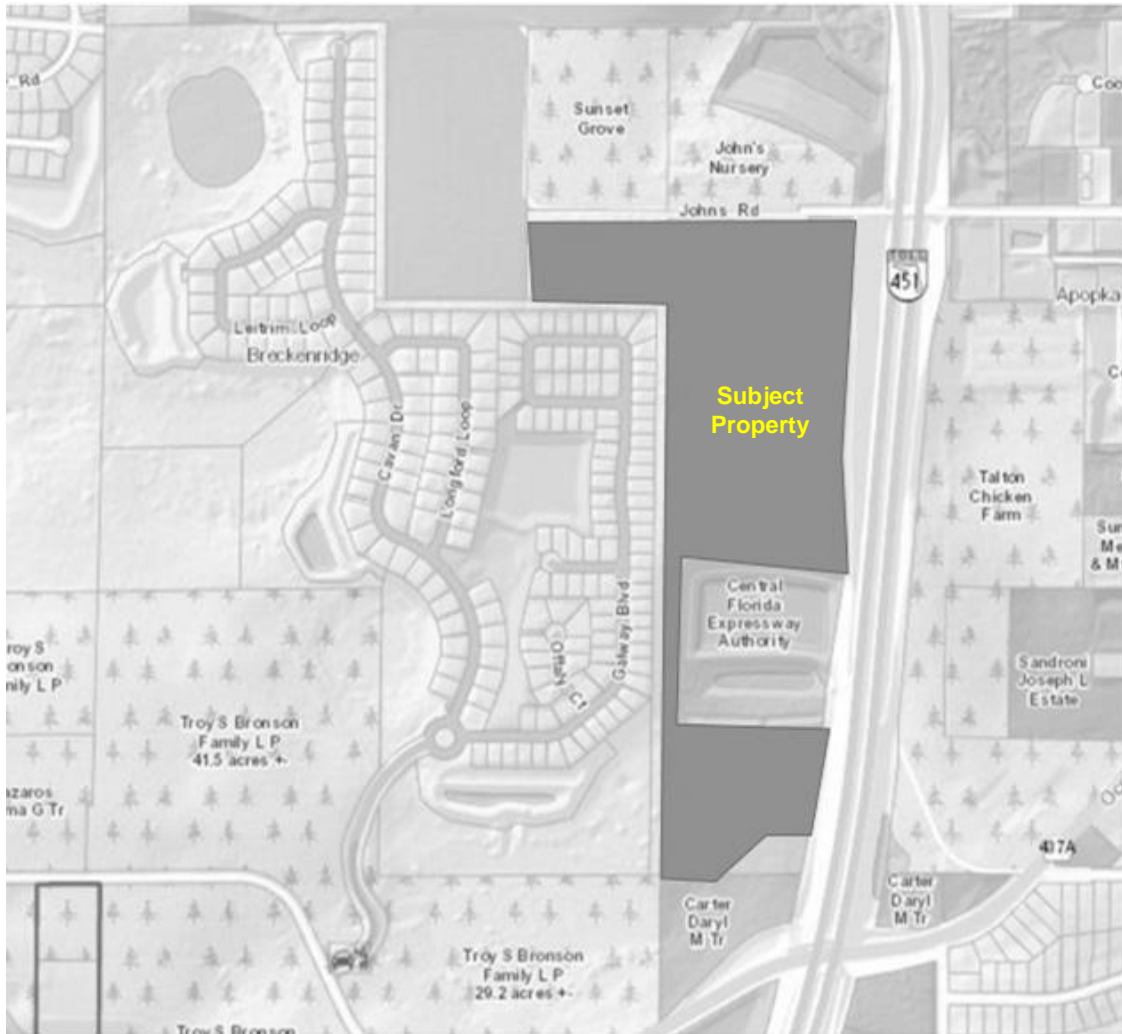 Rd
Sunset
Grove
John's
Nursery
Johns Rd
TOLL
451
Apopka
Leitrim Loop
Breckenridge
Cavan Dr
Longford Loop
Subject
Property
Talton
Chicken
Farm
Central
Florida
Expressway
Authority
Galway Blvd
Offaly Ct
Sandroni
Joseph L
Estate
Troy S Bronson
Family L P
41.5 acres +-
437A
Carter
Daryl
M Tr
Carter
Daryl
M Tr
Troy S Bronson
Family L P
29.2 acres +-
Troy S Bronson